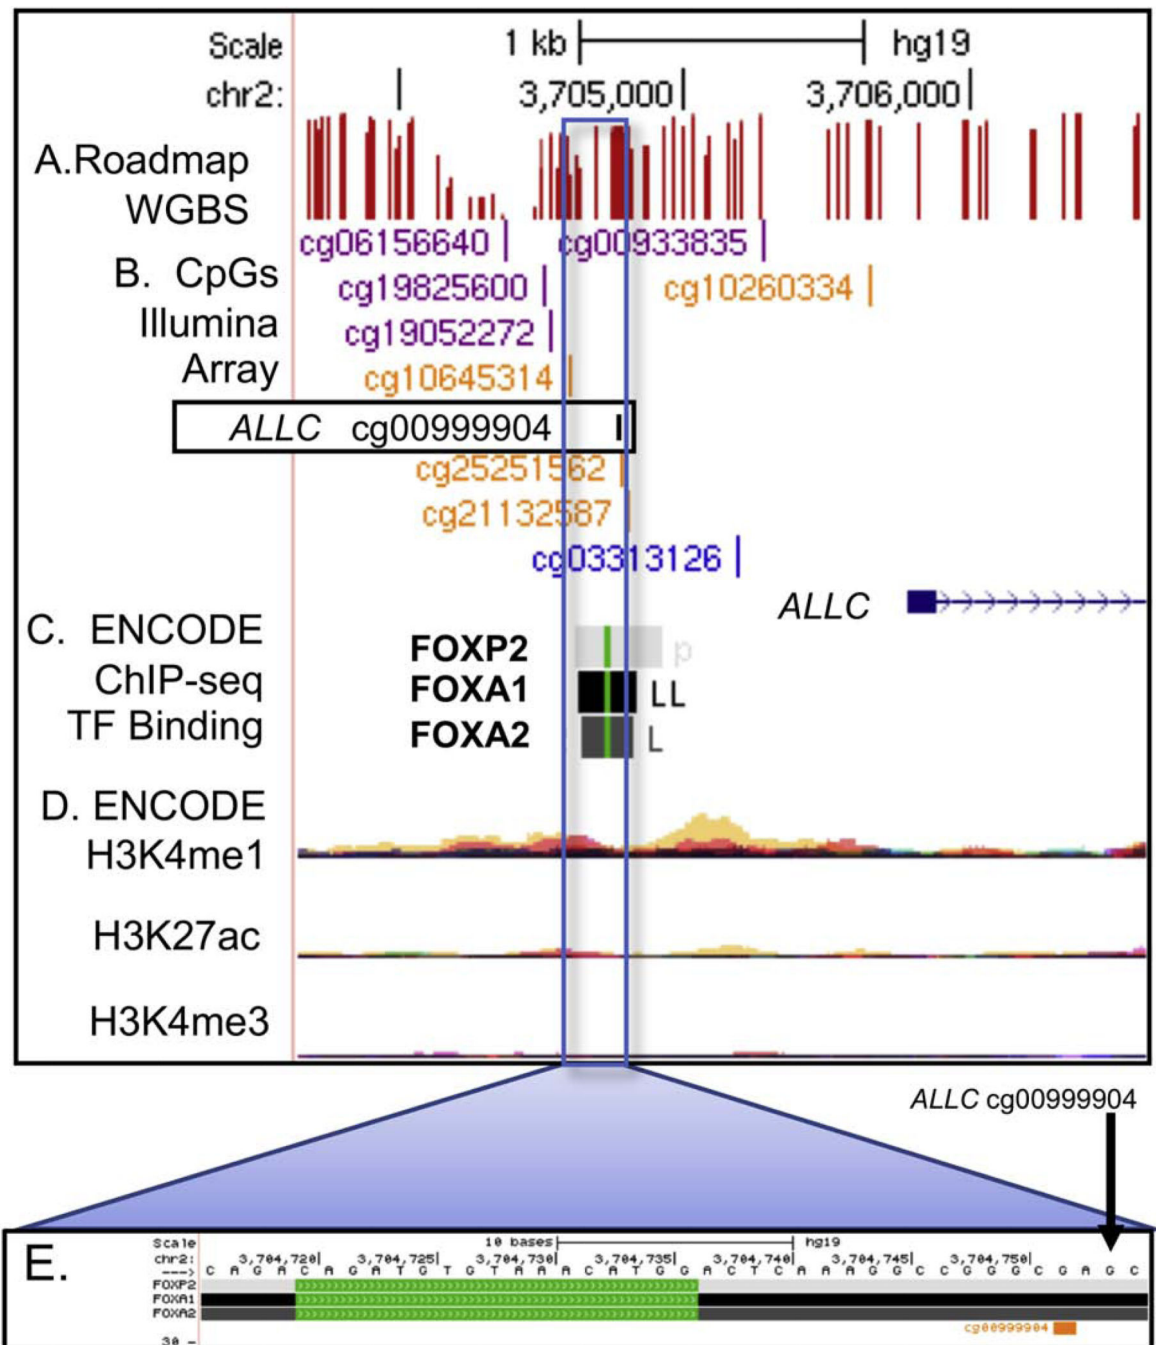 Scale 1 kb hg19
chr2: 3,705,000 3,706,000
A.Roadmap
WGBS
cg06156640 cg00933835
B. CpGs
cg19825600 cg10260334
Illumina
cg19052272
Array
cg10645314
ALLC cg00999904
cg25251562
cg21132587
cg03313126
ALLC
C. ENCODE
ChIP-seq
TF Binding
FOXP2 p
FOXA1 LL
FOXA2 L
D. ENCODE
H3K4me1
H3K27ac
H3K4me3
ALLC cg00999904
E.
Scale 10 bases hg19
chr2: 3,704,720 3,704,725 3,704,730 3,704,735 3,704,740 3,704,745 3,704,750
---> C A G A C A G A T G T G T A A A C A T G G A C T C A A A G G C C G G G C G A G C
FOXP2
FOXA1
FOXA2
cg00999904
30 -